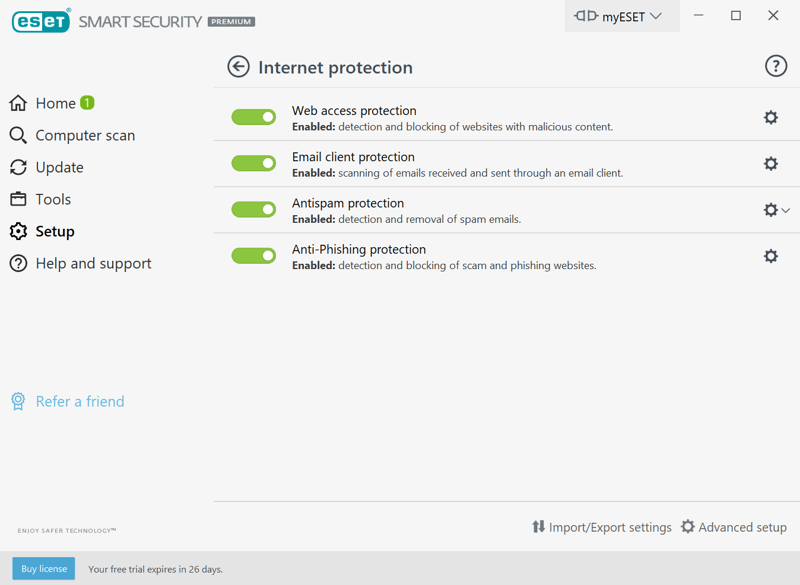 eseT® SMART SECURITY PREMIUM
myESET
Internet protection
?
Home 1
Computer scan
Update
Tools
Setup
Help and support
Refer a friend
Web access protection
Enabled: detection and blocking of websites with malicious content.
Email client protection
Enabled: scanning of emails received and sent through an email client.
Antispam protection
Enabled: detection and removal of spam emails.
Anti-Phishing protection
Enabled: detection and blocking of scam and phishing websites.
ENJOY SAFER TECHNOLOGY™
Import/Export settings
Advanced setup
Buy license
Your free trial expires in 26 days.